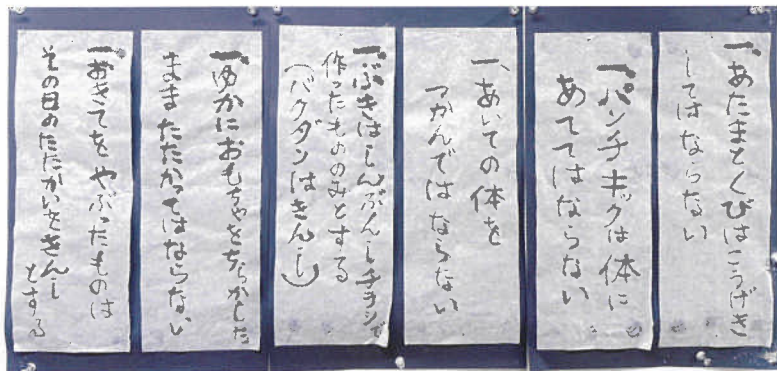 一、あたまとくびはこうげき
してはならない
一、パンチキックは体に
あててはならない
一、あいての体を
つかんではならない
一、ぶきはしんぶんしチラシで
作ったもののみとする
(バクダンはきんし)
一、ゆかにおもちゃをちらかした
ままたたかってはならない
一、おきてをやぶったものは
その日のたたかいをきんし
とする